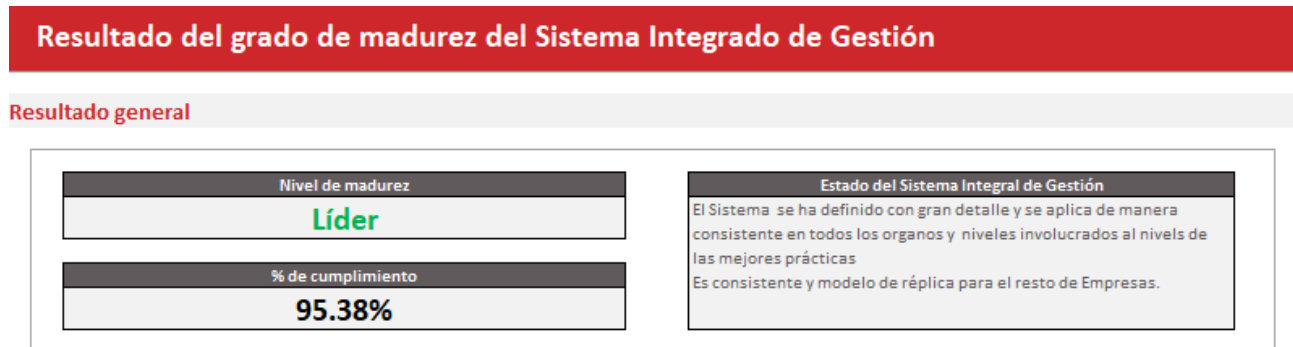 Resultado del grado de madurez del Sistema Integrado de Gestión
Resultado general
Nivel de madurez
Líder
% de cumplimiento
95.38%
Estado del Sistema Integral de Gestión
El Sistema se ha definido con gran detalle y se aplica de manera
consistente en todos los organos y niveles involucrados al nivels de
las mejores prácticas
Es consistente y modelo de réplica para el resto de Empresas.